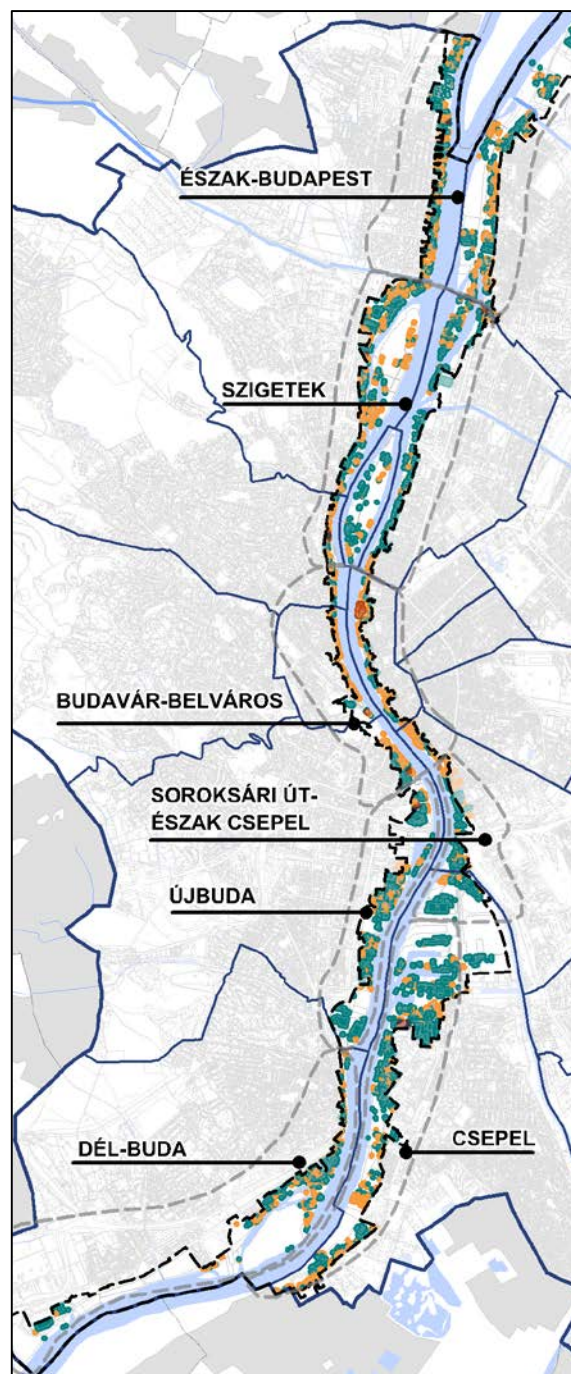 ÉSZAK-BUDAPEST
SZIGETEK
BUDAVÁR-BELVÁROS
SOROKSÁRI ÚT-
ÉSZAK CSEPEL
ÚJBUDA
DÉL-BUDA
CSEPEL